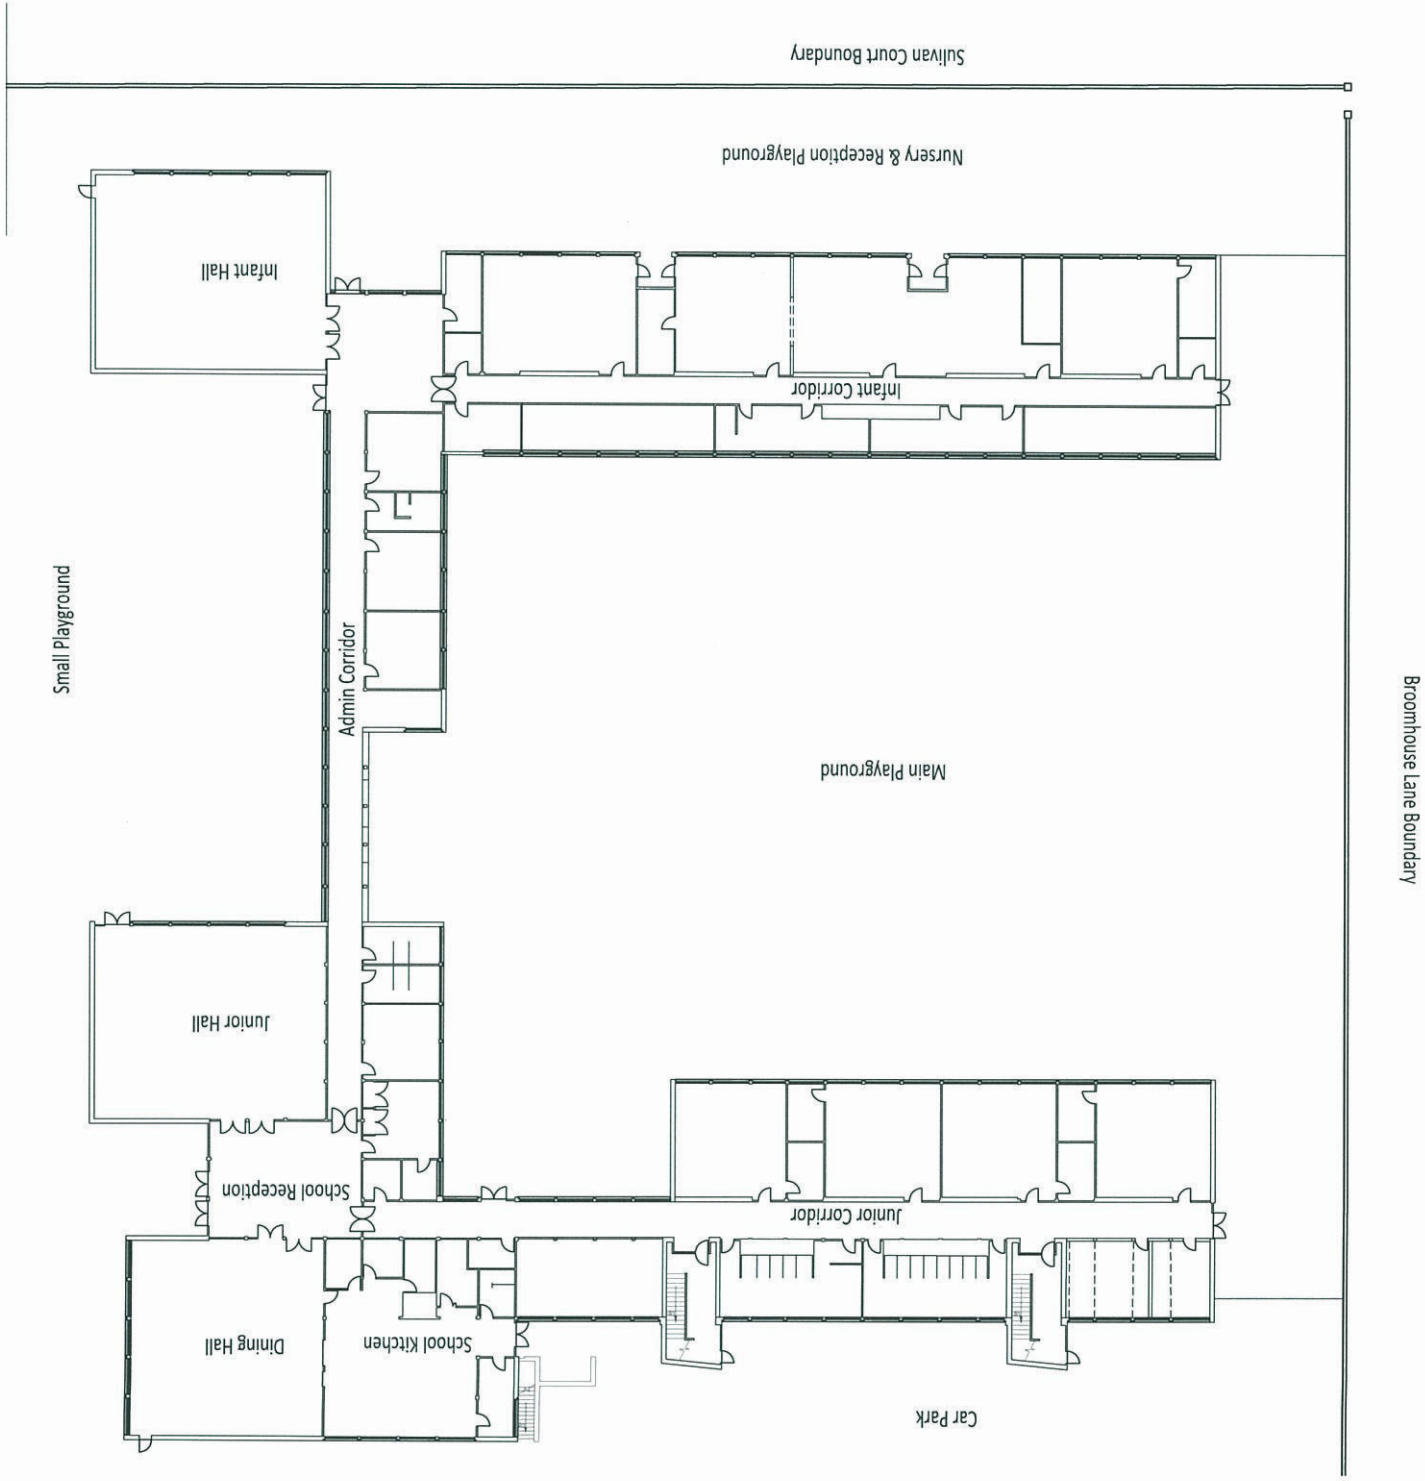 Sulivan Court Boundary
Nursery & Reception Playground
Infant Hall
Infant Corridor
Small Playground
Admin Corridor
Main Playground
Broomhouse Lane Boundary
Junior Hall
School Reception
Junior Corridor
Dining Hall
School Kitchen
Car Park